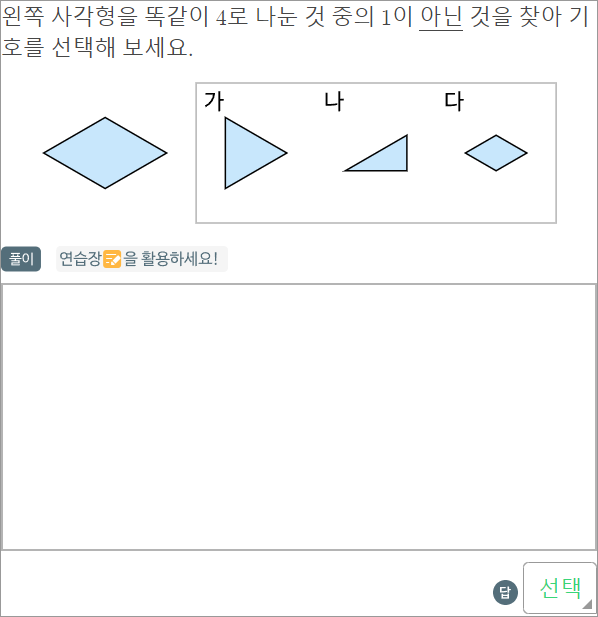 왼쪽 사각형을 똑같이 4로 나눈 것 중의 1이 아닌 것을 찾아 기
호를 선택해 보세요.
가 나 다
풀이 연습장을 활용하세요!
답 선택